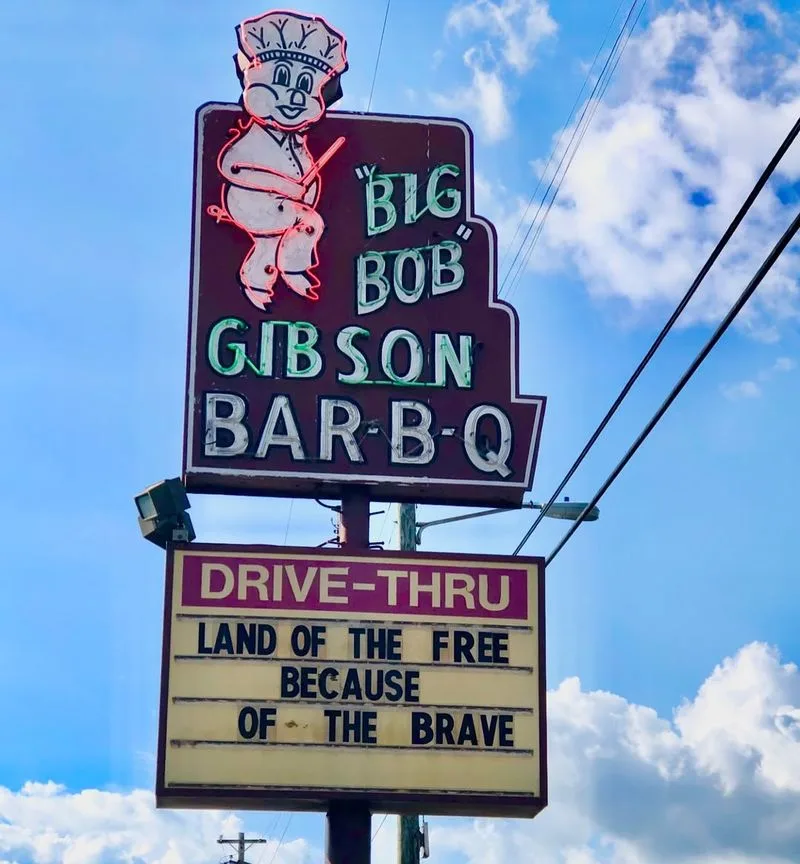 "BIG
BOB"
GIBSON
BAR-B-Q
DRIVE-THRU
LAND OF THE FREE
BECAUSE
OF THE BRAVE